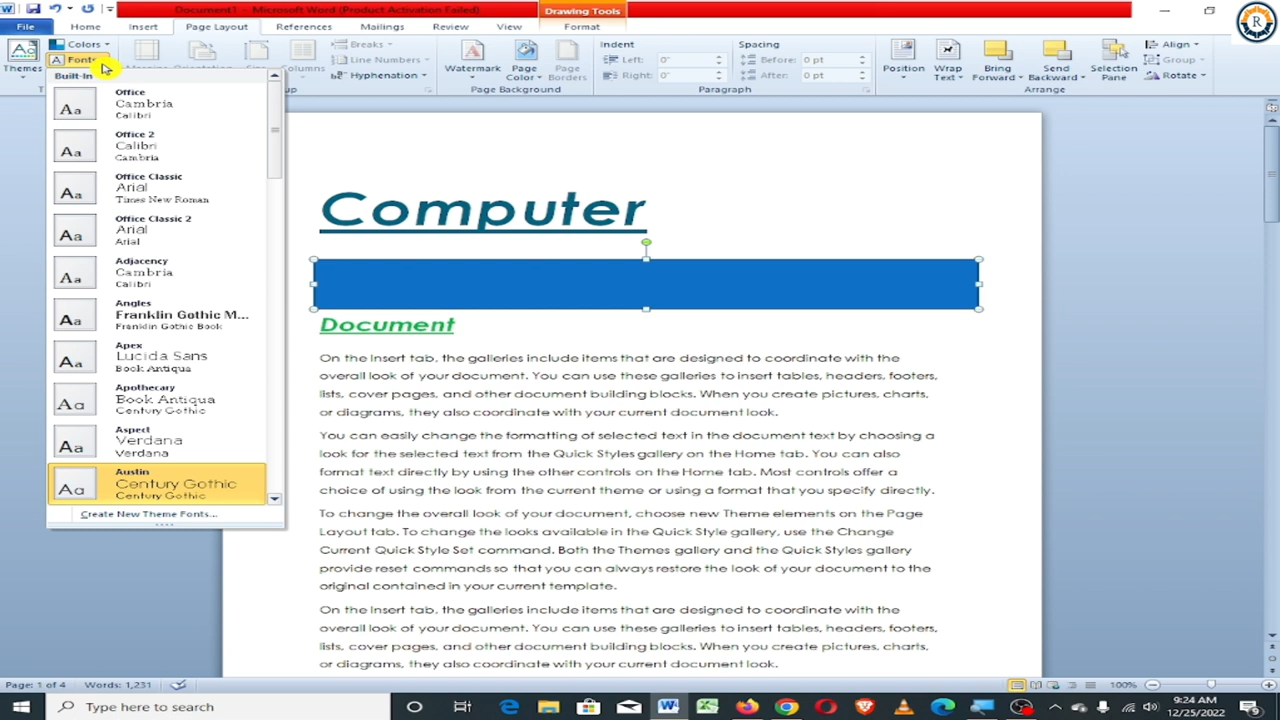 Document1 - Microsoft Word (Product Activation Failed)
Drawing Tools
File Home Insert Page Layout References Mailings Review View Format
Themes
Colors
Fonts
Breaks
Line Numbers
Hyphenation
Watermark
Page Color
Page Borders
Page Background
Indent
Left: 0"
Right: 0"
Spacing
Before: 0 pt
After: 0 pt
Paragraph
Position
Wrap Text
Bring Forward
Send Backward
Selection Pane
Align
Group
Rotate
Arrange
R
Built-In
Aa
Office
Cambria
Calibri
Aa
Office 2
Calibri
Cambria
Aa
Office Classic
Arial
Times New Roman
Aa
Office Classic 2
Arial
Arial
Aa
Adjacency
Cambria
Calibri
Aa
Angles
Franklin Gothic M...
Franklin Gothic Book
Aa
Apex
Lucida Sans
Book Antiqua
Aa
Apothecary
Book Antiqua
Century Gothic
Aa
Aspect
Verdana
Verdana
Aa
Austin
Century Gothic
Century Gothic
Create New Theme Fonts...
Computer
Document
On the Insert tab, the galleries include items that are designed to coordinate with the
overall look of your document. You can use these galleries to insert tables, headers, footers,
lists, cover pages, and other document building blocks. When you create pictures, charts,
or diagrams, they also coordinate with your current document look.
You can easily change the formatting of selected text in the document text by choosing a
look for the selected text from the Quick Styles gallery on the Home tab. You can also
format text directly by using the other controls on the Home tab. Most controls offer a
choice of using the look from the current theme or using a format that you specify directly.
To change the overall look of your document, choose new Theme elements on the Page
Layout tab. To change the looks available in the Quick Style gallery, use the Change
Current Quick Style Set command. Both the Themes gallery and the Quick Styles gallery
provide reset commands so that you can always restore the look of your document to the
original contained in your current template.
On the Insert tab, the galleries include items that are designed to coordinate with the
overall look of your document. You can use these galleries to insert tables, headers, footers,
lists, cover pages, and other document building blocks. When you create pictures, charts,
or diagrams, they also coordinate with your current document look.
Page: 1 of 4 Words: 1,231
100%
Type here to search
9:24 AM
12/25/2022